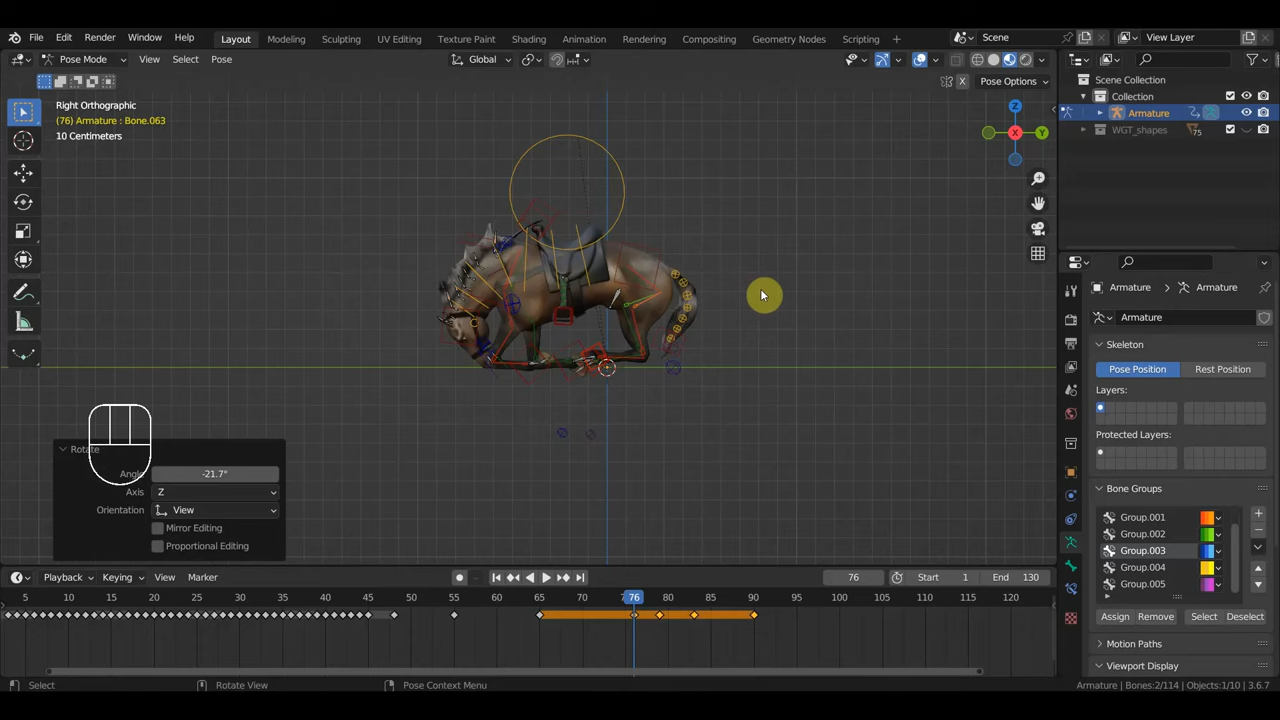 File Edit Render Window Help Layout Modeling Sculpting UV Editing Texture Paint Shading Animation Rendering Compositing Geometry Nodes Scripting + Scene View Layer
Pose Mode View Select Pose Global
X Pose Options
Right Orthographic
(76) Armature : Bone.063
10 Centimeters
Z
Y
X
Scene Collection
Collection
Armature
WGT_shapes 75
Armature > Armature
Armature
Skeleton
Pose Position Rest Position
Layers:
Protected Layers:
Bone Groups
Group.001
Group.002
Group.003
Group.004
Group.005
Assign Remove Select Deselect
Motion Paths
Viewport Display
Rotate
Angle -21.7°
Axis Z
Orientation View
Mirror Editing
Proportional Editing
Playback Keying View Marker 76 Start 1 End 130
5 10 15 20 25 30 35 40 45 50 55 60 65 70 76 80 85 90 95 100 105 110 115 120
Select Rotate View Pose Context Menu Armature | Bones:2/114 | Objects:1/10 | 3.6.7